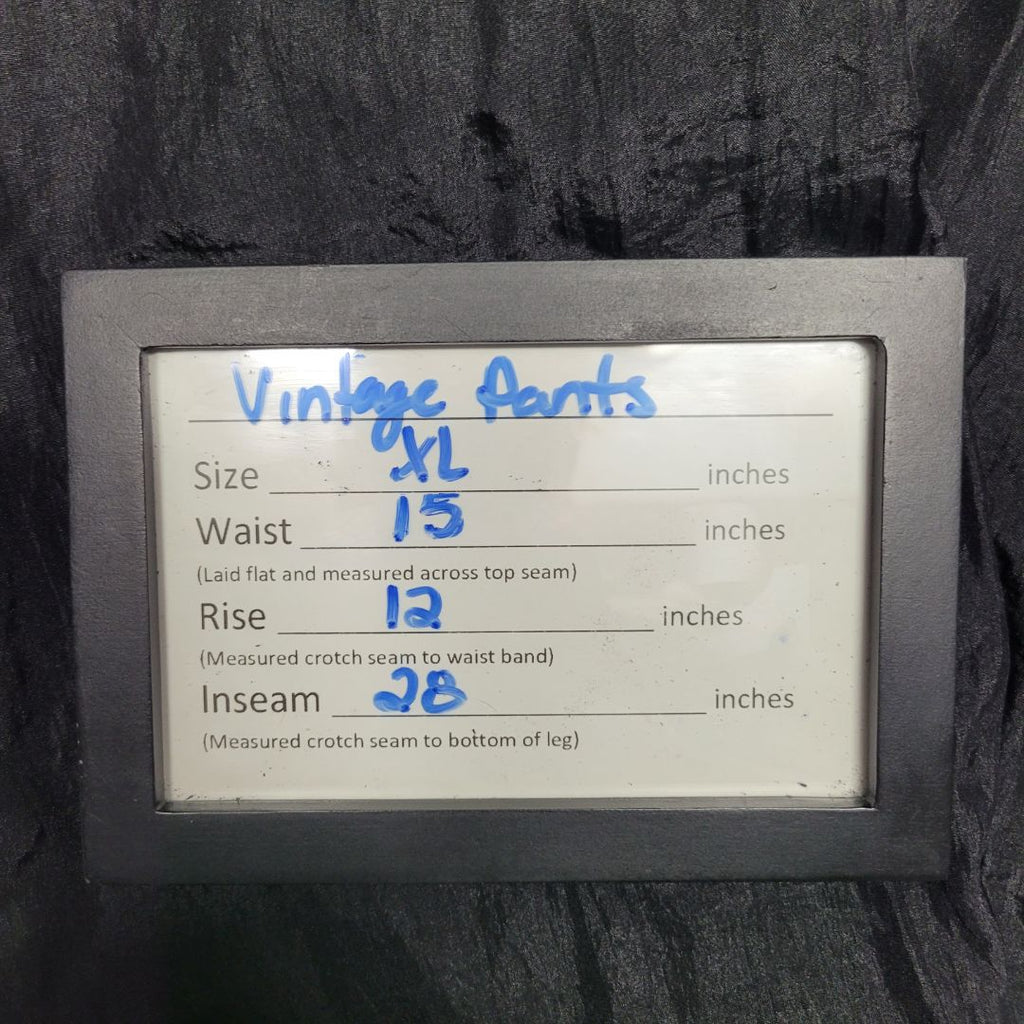 Vintage Pants
Size XL inches
Waist 15 inches
(Laid flat and measured across top seam)
Rise 12 inches
(Measured crotch seam to waist band)
Inseam 28 inches
(Measured crotch seam to bottom of leg)